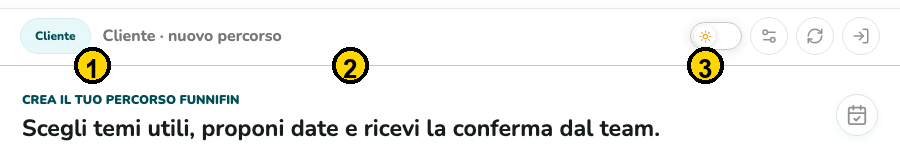 Cliente
Cliente · nuovo percorso
1
2
3
CREA IL TUO PERCORSO FUNNIFIN
Scegli temi utili, proponi date e ricevi la conferma dal team.